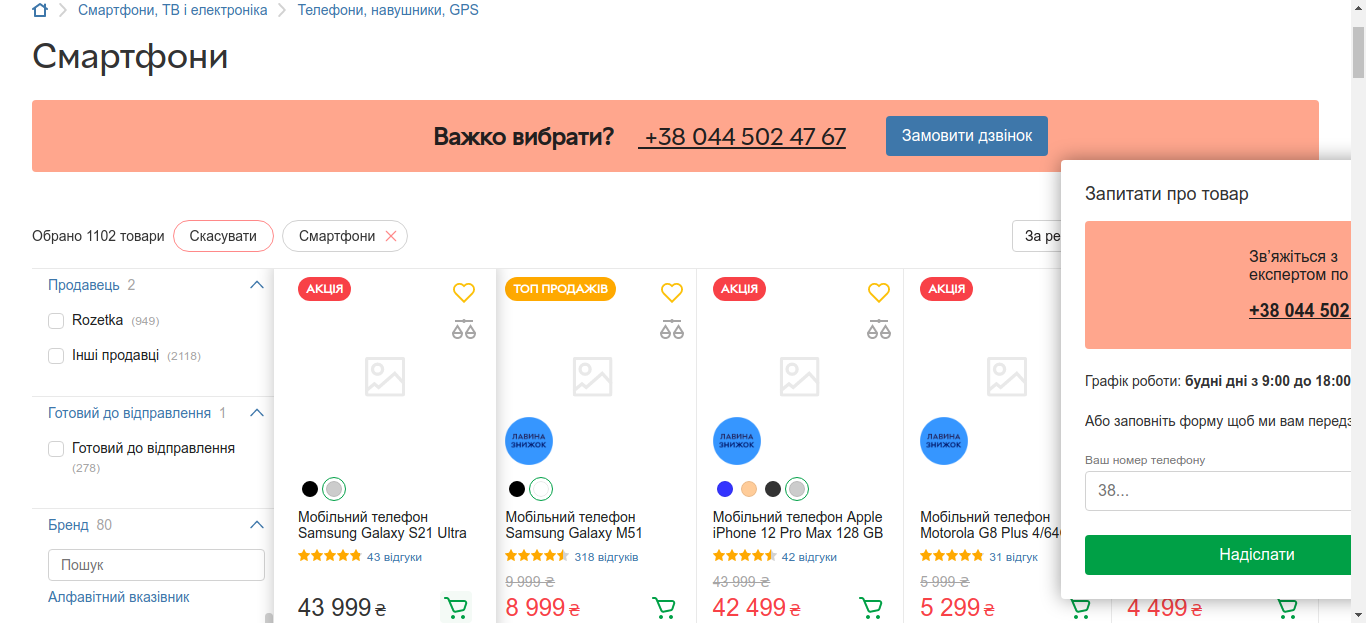 Смартфони, ТВ і електроніка
Телефони, навушники, GPS
Смартфони
Важко вибрати? +38 044 502 47 67
Замовити дзвінок
Обрано 1102 товари
Скасувати
Смартфони
За ре
Продавець 2
Rozetka (949)
Інші продавці (2118)
Готовий до відправлення 1
Готовий до відправлення
(278)
Бренд 80
Пошук
Алфавітний вказівник
АКЦІЯ
Мобільний телефон
Samsung Galaxy S21 Ultra
43 відгуки
43 999 ₴
ТОП ПРОДАЖІВ
ЛАВИНА
ЗНИЖОК
Мобільний телефон
Samsung Galaxy M51
318 відгуків
9 999 ₴
8 999 ₴
АКЦІЯ
ЛАВИНА
ЗНИЖОК
Мобільний телефон Apple
iPhone 12 Pro Max 128 GB
42 відгуки
43 999 ₴
42 499 ₴
АКЦІЯ
ЛАВИНА
ЗНИЖОК
Мобільний телефон
Motorola G8 Plus 4/64
31 відгук
5 999 ₴
5 299 ₴
4 499 ₴
Запитати про товар
Зв’яжіться з
експертом по
+38 044 502
Графік роботи: будні дні з 9:00 до 18:00
Або заповніть форму щоб ми вам передз
Ваш номер телефону
38...
Надіслати